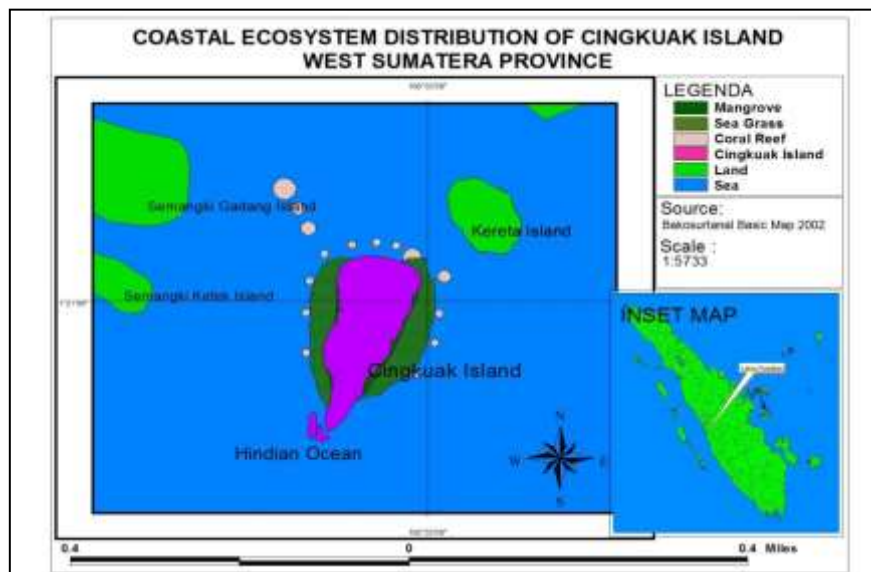 COASTAL ECOSYSTEM DISTRIBUTION OF CINGKUAK ISLAND
WEST SUMATERA PROVINCE
LEGENDA
Mangrove
Sea Grass
Coral Reef
Cingkuak Island
Land
Sea
Source:
Bakosurtanal Basic Map 2002
Scale :
1:5733
Semangki Gadang Island
Kereta Island
Semangki Ketek Island
Cingkuak Island
Hindian Ocean
N
W
E
S
INSET MAP
0.4
0
0.4 Miles